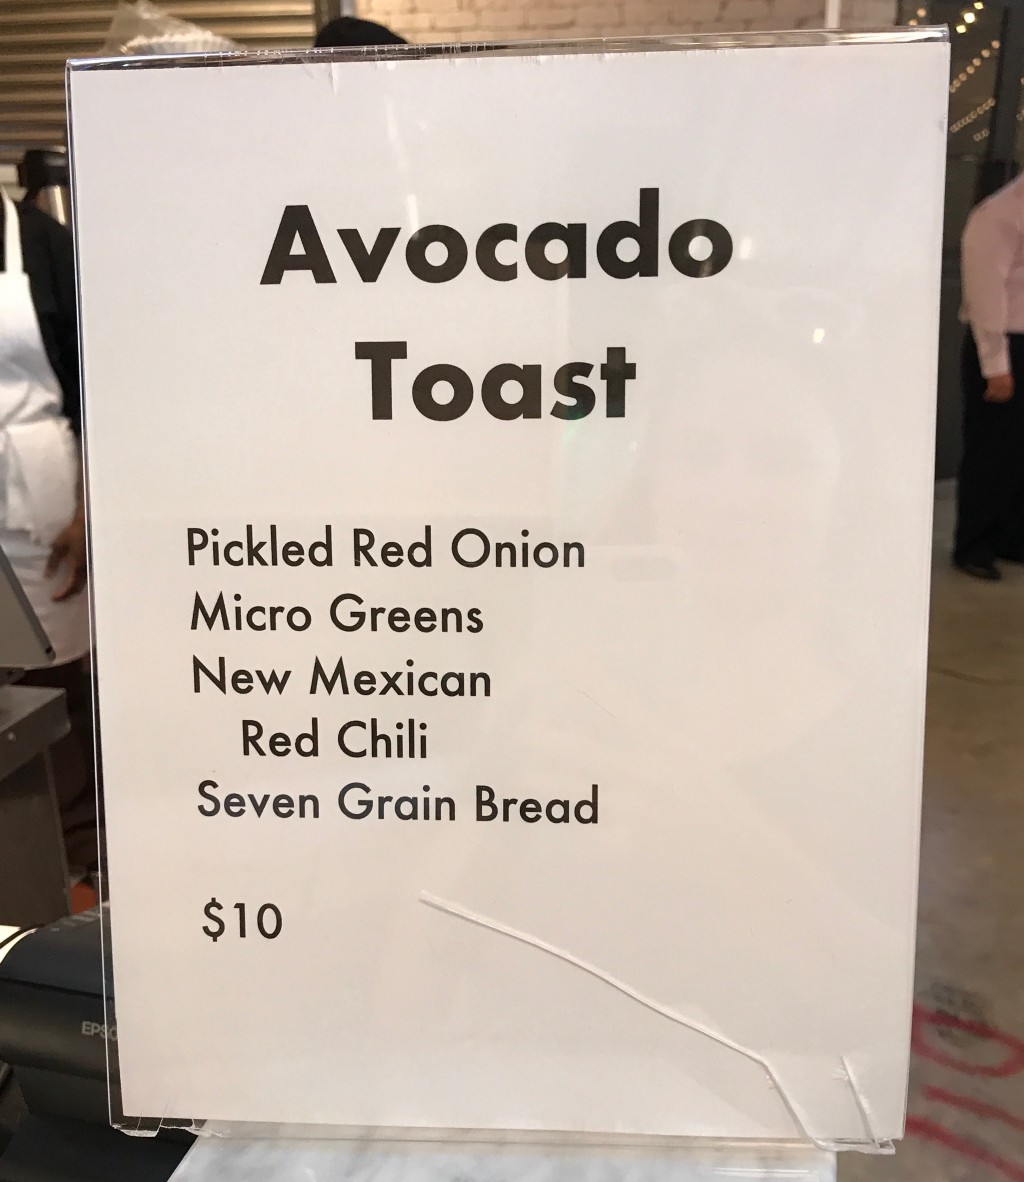 Avocado
Toast
Pickled Red Onion
Micro Greens
New Mexican
Red Chili
Seven Grain Bread
$10